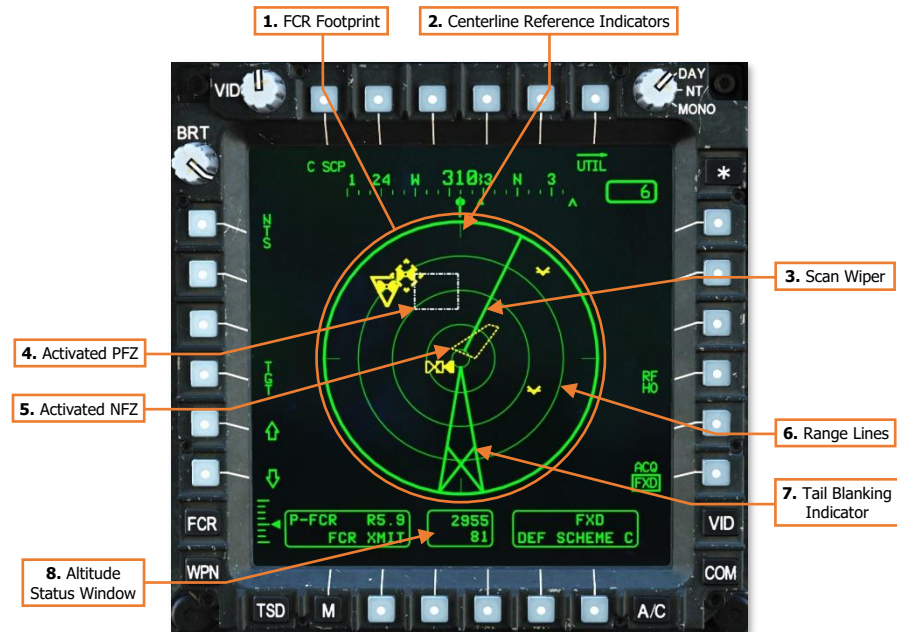 1. FCR Footprint
2. Centerline Reference Indicators
VID
DAY
NT
MONO
BRT
C SCP
UTIL
1 24 W 310 33 N 3
6
*
NTS
3. Scan Wiper
4. Activated PFZ
TGT
5. Activated NFZ
RF
HO
6. Range Lines
ACQ
FXD
7. Tail Blanking
Indicator
FCR
P-FCR R5.9
FCR XMIT
2955
81
FXD
DEF SCHEME C
VID
8. Altitude
Status Window
WPN
COM
TSD
M
A/C